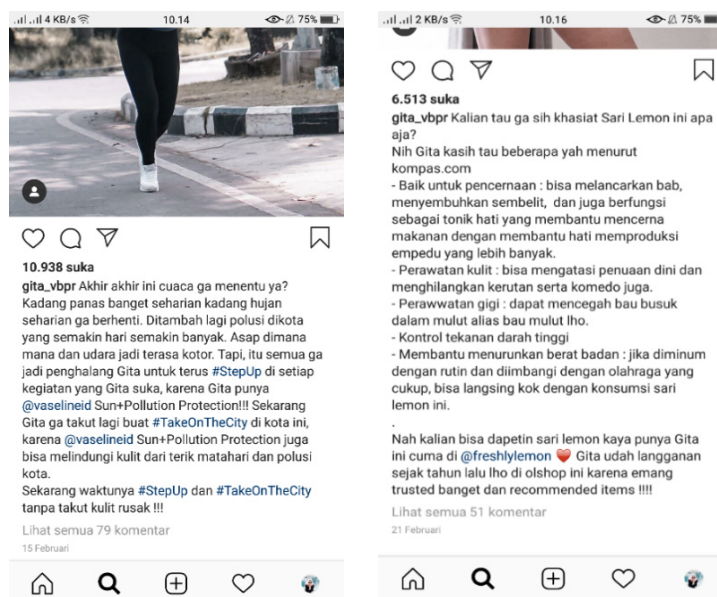 4 KB/s
10.14
75%
10.938 suka
gita_vbpr Akhir akhir ini cuaca ga menentu ya?
Kadang panas banget seharian kadang hujan
seharian ga berhenti. Ditambah lagi polusi dikota
yang semakin hari semakin banyak. Asap dimana
mana dan udara jadi terasa kotor. Tapi, itu semua ga
jadi penghalang Gita untuk terus #StepUp di setiap
kegiatan yang Gita suka, karena Gita punya
@vaselineid Sun+Pollution Protection!!! Sekarang
Gita ga takut lagi buat #TakeOnTheCity di kota ini,
karena @vaselineid Sun+Pollution Protection juga
bisa melindungi kulit dari terik matahari dan polusi
kota.
Sekarang waktunya #StepUp dan #TakeOnTheCity
tanpa takut kulit rusak !!!
Lihat semua 79 komentar
15 Februari
2 KB/s
10.16
75%
6.513 suka
gita_vbpr Kalian tau ga sih khasiat Sari Lemon ini apa
aja?
Nih Gita kasih tau beberapa yah menurut
kompas.com
- Baik untuk pencernaan : bisa melancarkan bab,
menyembuhkan sembelit, dan juga berfungsi
sebagai tonik hati yang membantu mencerna
makanan dengan membantu hati memproduksi
empedu yang lebih banyak.
- Perawatan kulit : bisa mengatasi penuaan dini dan
menghilangkan kerutan serta komedo juga.
- Perawwatan gigi : dapat mencegah bau busuk
dalam mulut alias bau mulut lho.
- Kontrol tekanan darah tinggi
- Membantu menurunkan berat badan : jika diminum
dengan rutin dan diimbangi dengan olahraga yang
cukup, bisa langsing kok dengan konsumsi sari
lemon ini.
.
Nah kalian bisa dapetin sari lemon kaya punya Gita
ini cuma di @freshlylemon ❤️ Gita udah langganan
sejak tahun lalu lho di olshop ini karena emang
trusted banget dan recommended items !!!!
Lihat semua 51 komentar
21 Februari